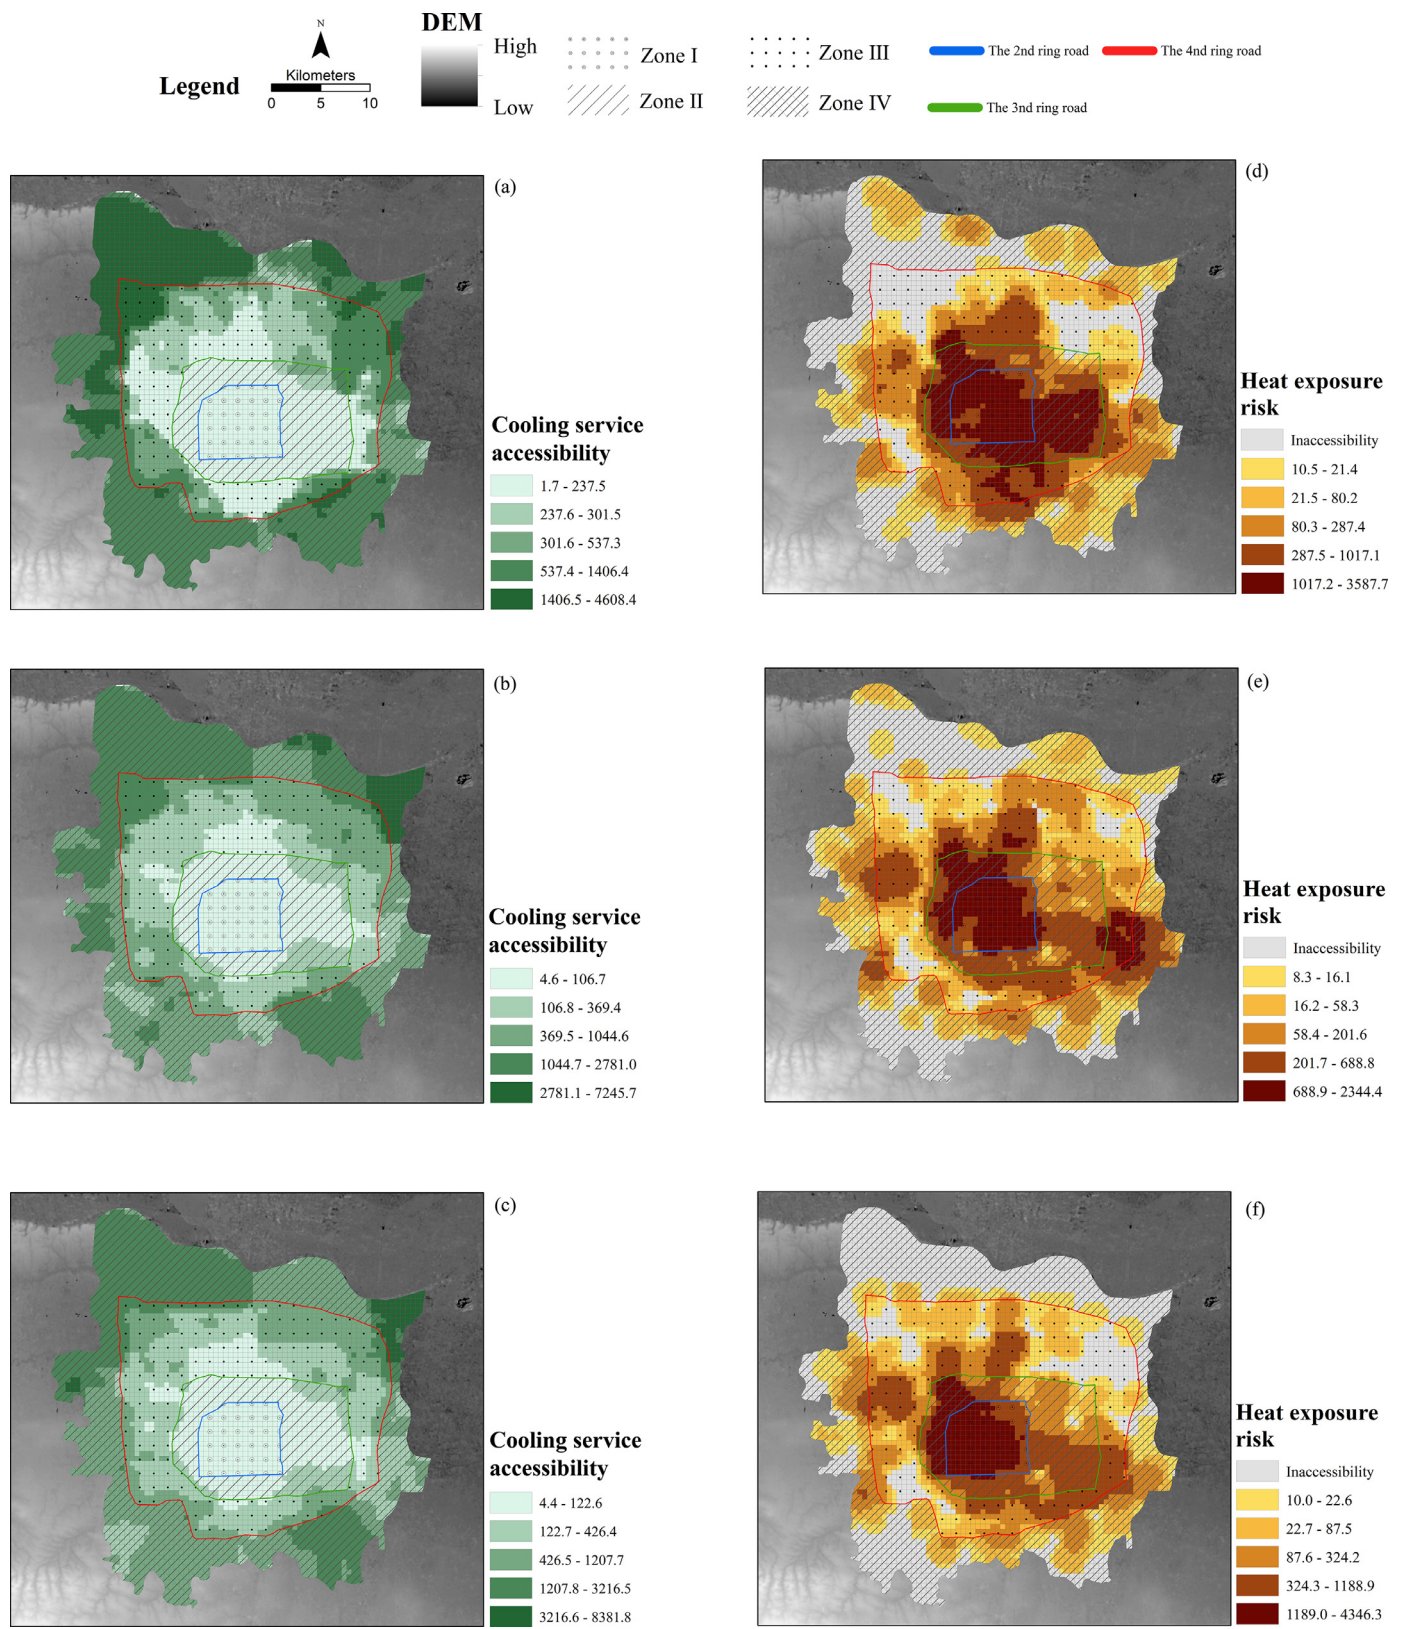 Legend
N
Kilometers
0 5 10
DEM
High
Low
Zone I
Zone II
Zone III
Zone IV
The 2nd ring road
The 4nd ring road
The 3nd ring road
(a)
Cooling service
accessibility
1.7 - 237.5
237.6 - 301.5
301.6 - 537.3
537.4 - 1406.4
1406.5 - 4608.4
(d)
Heat exposure
risk
Inaccessibility
10.5 - 21.4
21.5 - 80.2
80.3 - 287.4
287.5 - 1017.1
1017.2 - 3587.7
(b)
Cooling service
accessibility
4.6 - 106.7
106.8 - 369.4
369.5 - 1044.6
1044.7 - 2781.0
2781.1 - 7245.7
(e)
Heat exposure
risk
Inaccessibility
8.3 - 16.1
16.2 - 58.3
58.4 - 201.6
201.7 - 688.8
688.9 - 2344.4
(c)
Cooling service
accessibility
4.4 - 122.6
122.7 - 426.4
426.5 - 1207.7
1207.8 - 3216.5
3216.6 - 8381.8
(f)
Heat exposure
risk
Inaccessibility
10.0 - 22.6
22.7 - 87.5
87.6 - 324.2
324.3 - 1188.9
1189.0 - 4346.3